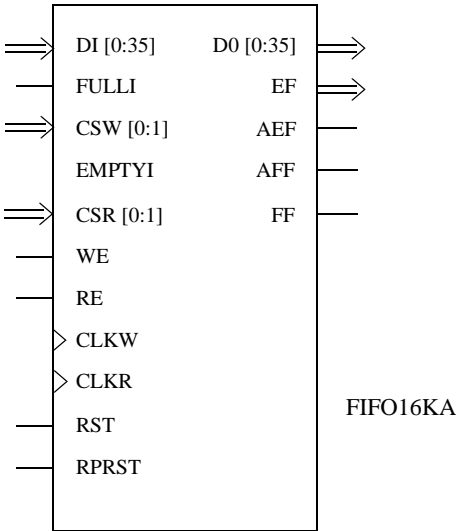 DI [0:35] D0 [0:35]
FULLI EF
CSW [0:1] AEF
EMPTYI AFF
CSR [0:1] FF
WE
RE
CLKW
CLKR
RST
RPRST
FIFO16KA